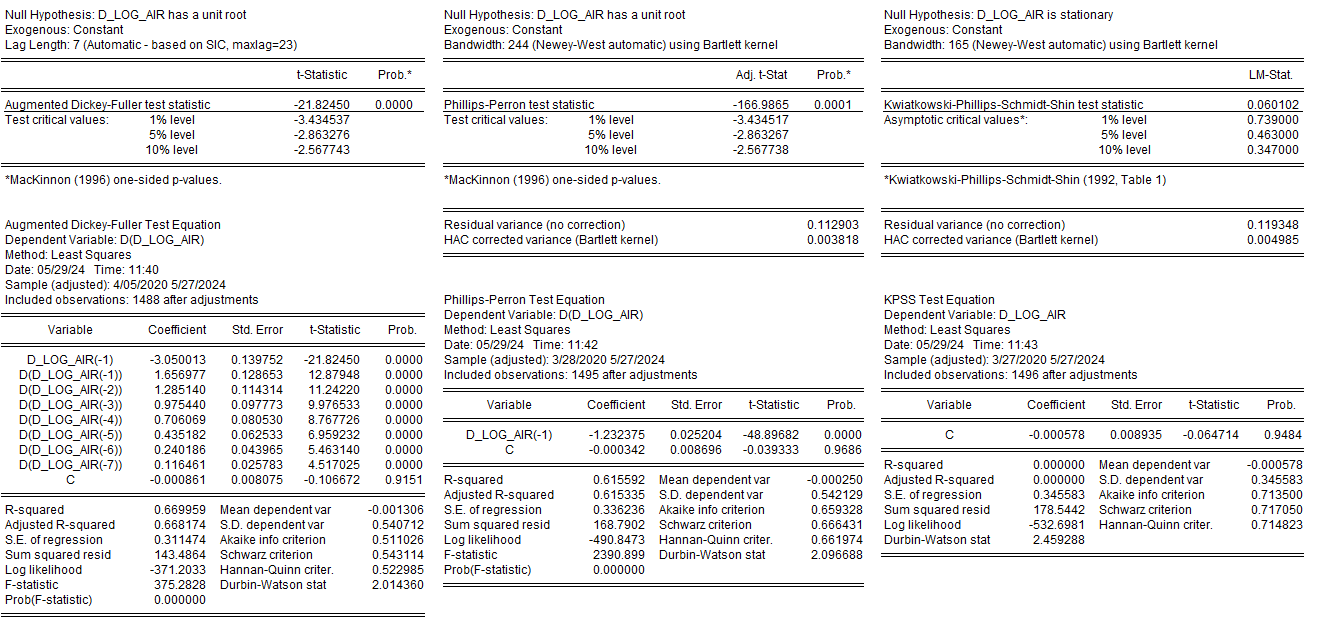 Null Hypothesis: D_LOG_AIR has a unit root
Exogenous: Constant
Lag Length: 7 (Automatic - based on SIC, maxlag=23)
t-Statistic Prob.*
Augmented Dickey-Fuller test statistic -21.82450 0.0000
Test critical values: 1% level -3.434537
5% level -2.863276
10% level -2.567743
*MacKinnon (1996) one-sided p-values.
Augmented Dickey-Fuller Test Equation
Dependent Variable: D(D_LOG_AIR)
Method: Least Squares
Date: 05/29/24 Time: 11:40
Sample (adjusted): 4/05/2020 5/27/2024
Included observations: 1488 after adjustments
Variable Coefficient Std. Error t-Statistic Prob.
D_LOG_AIR(-1) -3.050013 0.139752 -21.82450 0.0000
D(D_LOG_AIR(-1)) 1.656977 0.128653 12.87948 0.0000
D(D_LOG_AIR(-2)) 1.285140 0.114314 11.24220 0.0000
D(D_LOG_AIR(-3)) 0.975440 0.097773 9.976533 0.0000
D(D_LOG_AIR(-4)) 0.706069 0.080530 8.767726 0.0000
D(D_LOG_AIR(-5)) 0.435182 0.062533 6.959232 0.0000
D(D_LOG_AIR(-6)) 0.240186 0.043965 5.463140 0.0000
D(D_LOG_AIR(-7)) 0.116461 0.025783 4.517025 0.0000
C -0.000861 0.008075 -0.106672 0.9151
R-squared 0.669959 Mean dependent var -0.001306
Adjusted R-squared 0.668174 S.D. dependent var 0.540712
S.E. of regression 0.311474 Akaike info criterion 0.511026
Sum squared resid 143.4864 Schwarz criterion 0.543114
Log likelihood -371.2033 Hannan-Quinn criter. 0.522985
F-statistic 375.2828 Durbin-Watson stat 2.014360
Prob(F-statistic) 0.000000
Null Hypothesis: D_LOG_AIR has a unit root
Exogenous: Constant
Bandwidth: 244 (Newey-West automatic) using Bartlett kernel
Adj. t-Stat Prob.*
Phillips-Perron test statistic -166.9865 0.0001
Test critical values: 1% level -3.434517
5% level -2.863267
10% level -2.567738
*MacKinnon (1996) one-sided p-values.
Residual variance (no correction) 0.112903
HAC corrected variance (Bartlett kernel) 0.003818
Phillips-Perron Test Equation
Dependent Variable: D(D_LOG_AIR)
Method: Least Squares
Date: 05/29/24 Time: 11:42
Sample (adjusted): 3/28/2020 5/27/2024
Included observations: 1495 after adjustments
Variable Coefficient Std. Error t-Statistic Prob.
D_LOG_AIR(-1) -1.232375 0.025204 -48.89682 0.0000
C -0.000342 0.008696 -0.039333 0.9686
R-squared 0.615592 Mean dependent var -0.000250
Adjusted R-squared 0.615335 S.D. dependent var 0.542129
S.E. of regression 0.336236 Akaike info criterion 0.659328
Sum squared resid 168.7902 Schwarz criterion 0.666431
Log likelihood -490.8473 Hannan-Quinn criter. 0.661974
F-statistic 2390.899 Durbin-Watson stat 2.096688
Prob(F-statistic) 0.000000
Null Hypothesis: D_LOG_AIR is stationary
Exogenous: Constant
Bandwidth: 165 (Newey-West automatic) using Bartlett kernel
LM-Stat.
Kwiatkowski-Phillips-Schmidt-Shin test statistic 0.060102
Asymptotic critical values*: 1% level 0.739000
5% level 0.463000
10% level 0.347000
*Kwiatkowski-Phillips-Schmidt-Shin (1992, Table 1)
Residual variance (no correction) 0.119348
HAC corrected variance (Bartlett kernel) 0.004985
KPSS Test Equation
Dependent Variable: D_LOG_AIR
Method: Least Squares
Date: 05/29/24 Time: 11:43
Sample (adjusted): 3/27/2020 5/27/2024
Included observations: 1496 after adjustments
Variable Coefficient Std. Error t-Statistic Prob.
C -0.000578 0.008935 -0.064714 0.9484
R-squared 0.000000 Mean dependent var -0.000578
Adjusted R-squared 0.000000 S.D. dependent var 0.345583
S.E. of regression 0.345583 Akaike info criterion 0.713500
Sum squared resid 178.5442 Schwarz criterion 0.717050
Log likelihood -532.6981 Hannan-Quinn criter. 0.714823
Durbin-Watson stat 2.459288